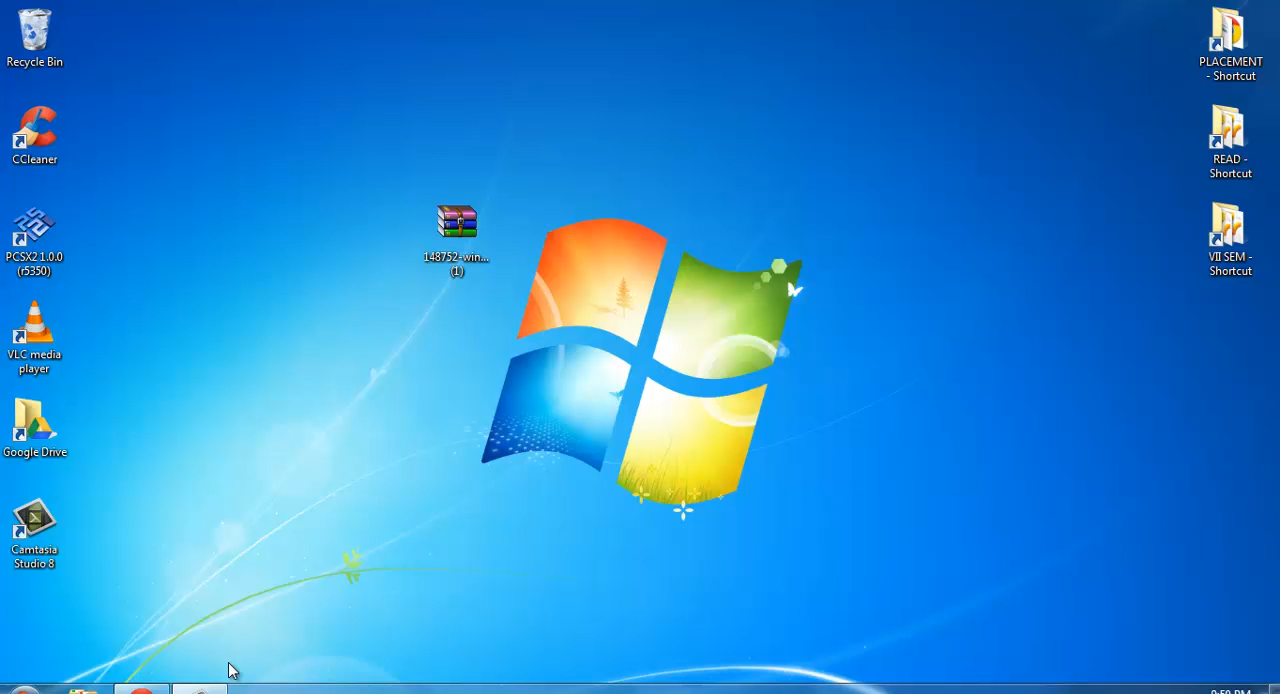 Recycle Bin
CCleaner
PCSX2 1.0.0
(r5350)
VLC media
player
Google Drive
Camtasia
Studio 8
148752-win...
(1)
PLACEMENT
- Shortcut
READ -
Shortcut
VII SEM -
Shortcut